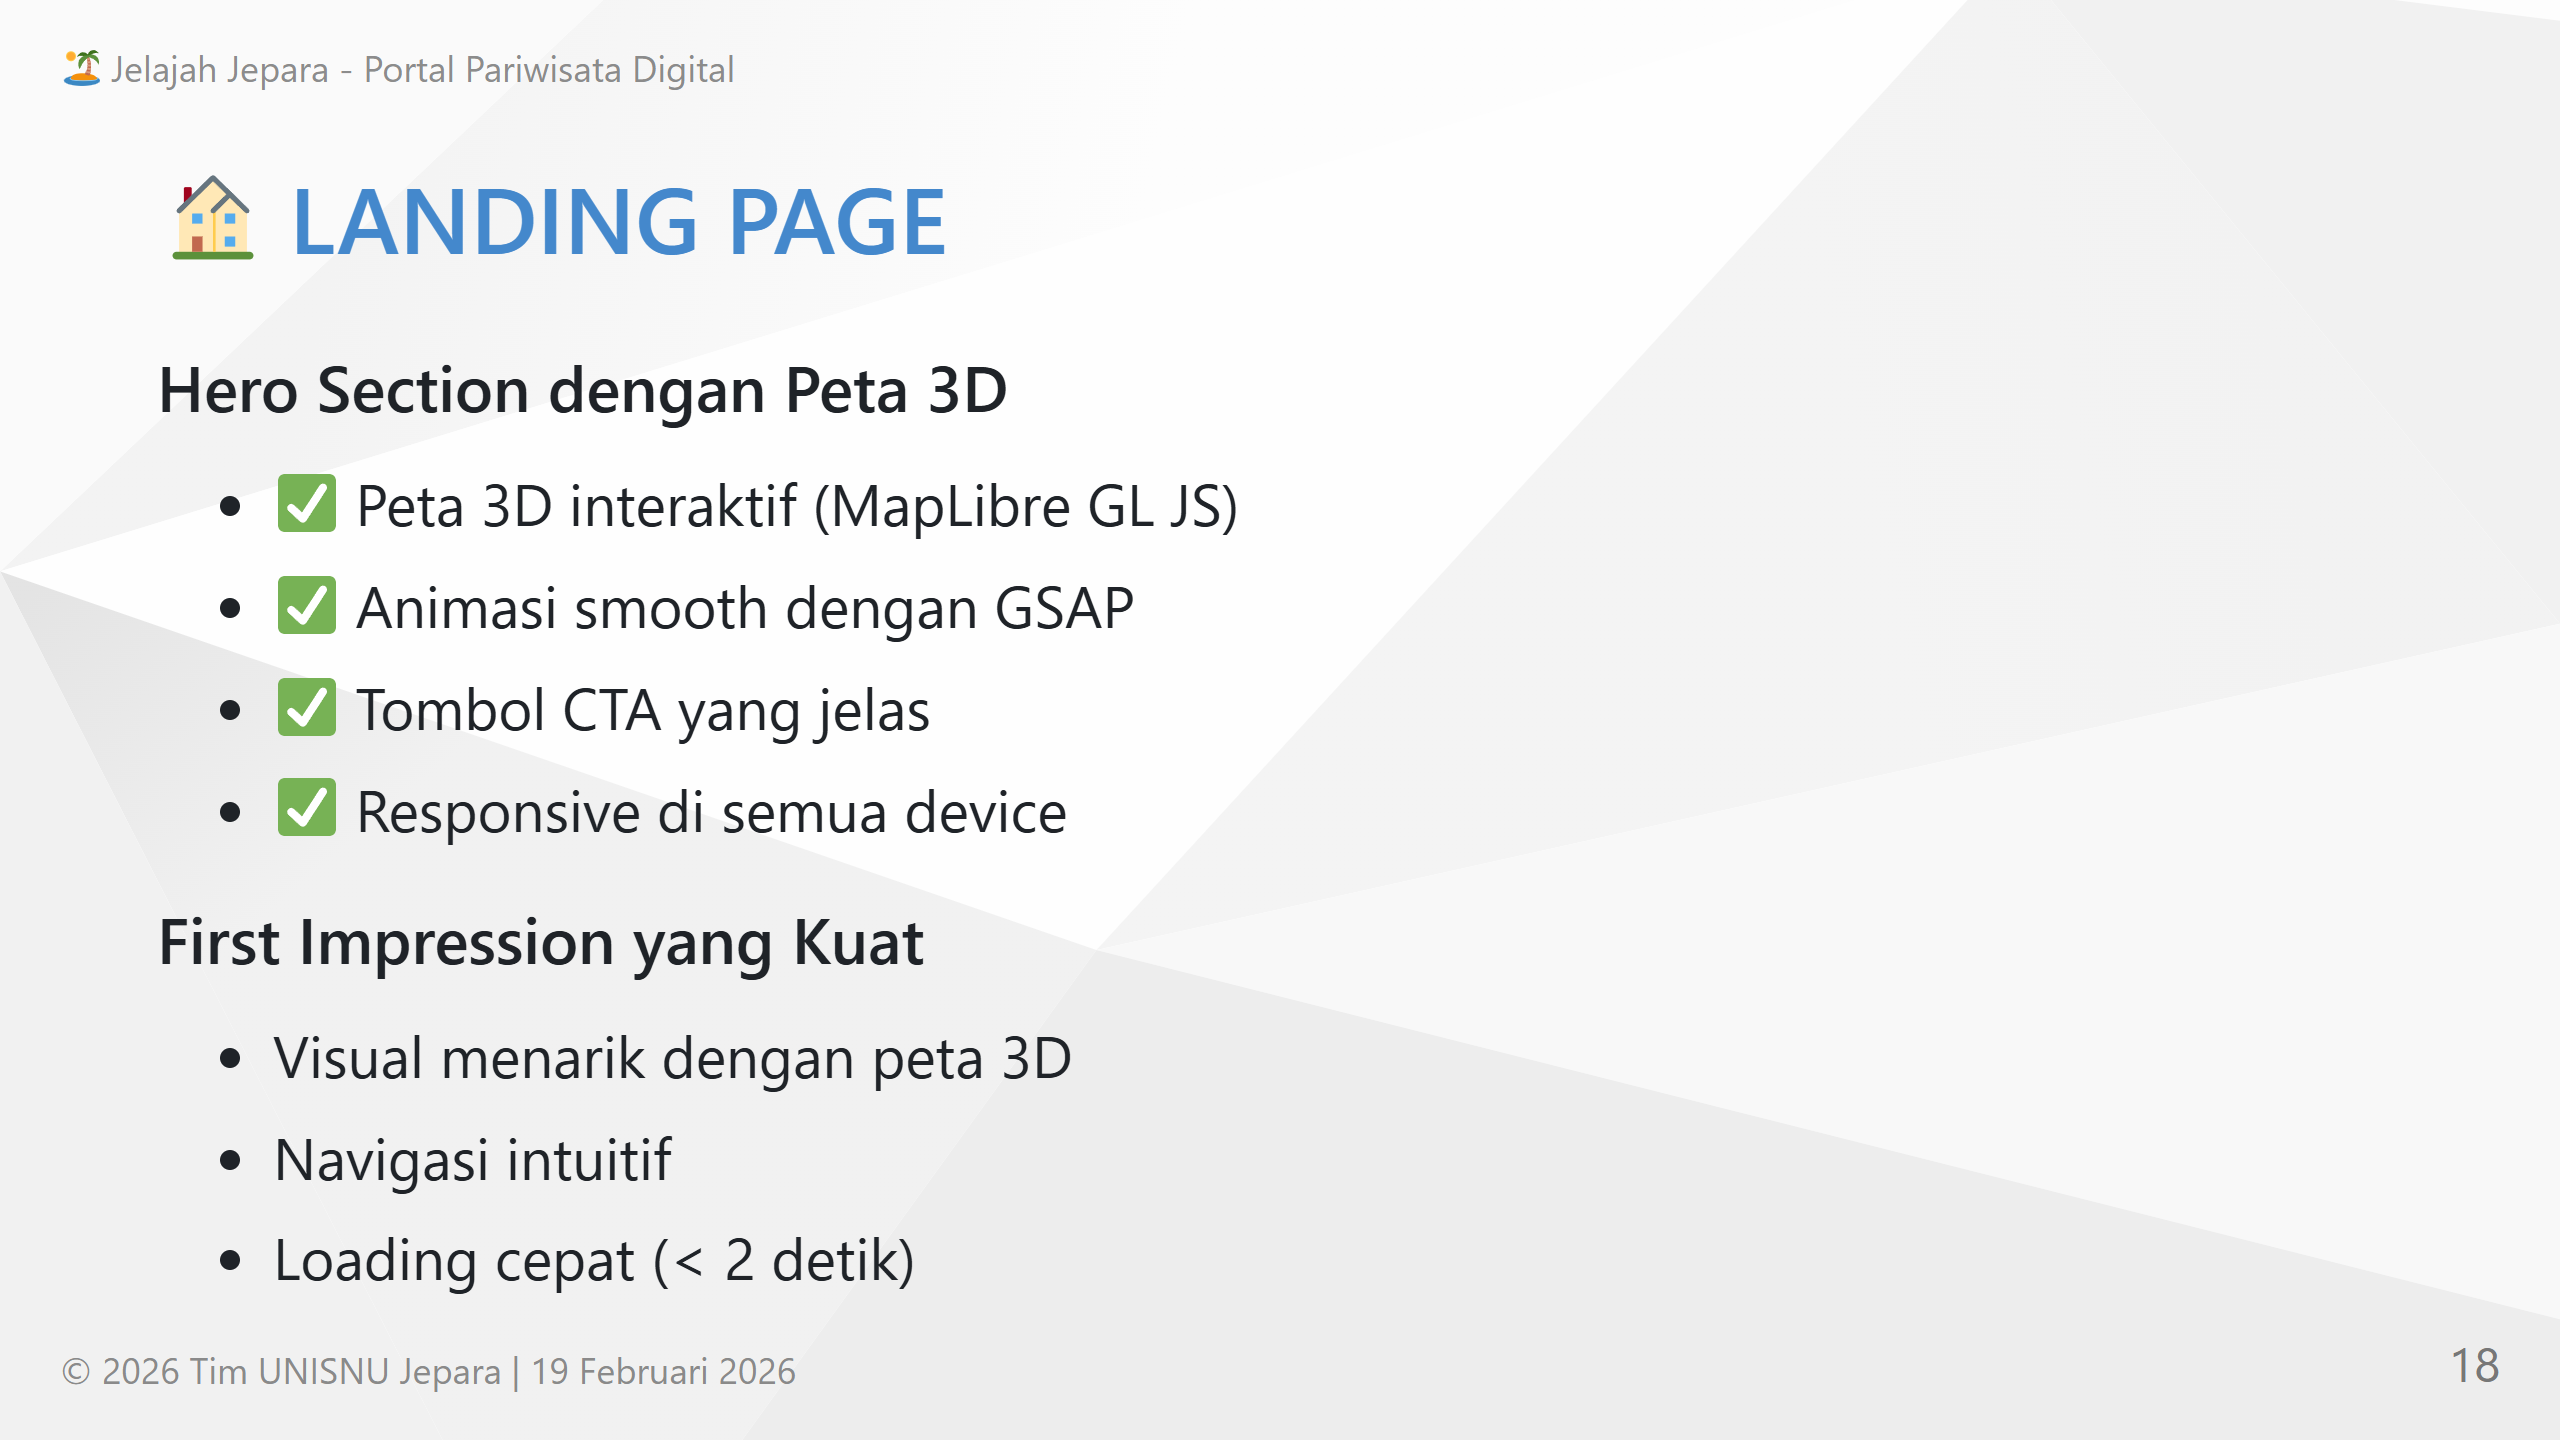 🏝️ Jelajah Jepara - Portal Pariwisata Digital
🏠 LANDING PAGE
Hero Section dengan Peta 3D
• ✅ Peta 3D interaktif (MapLibre GL JS)
• ✅ Animasi smooth dengan GSAP
• ✅ Tombol CTA yang jelas
• ✅ Responsive di semua device
First Impression yang Kuat
• Visual menarik dengan peta 3D
• Navigasi intuitif
• Loading cepat (< 2 detik)
© 2026 Tim UNISNU Jepara | 19 Februari 2026
18